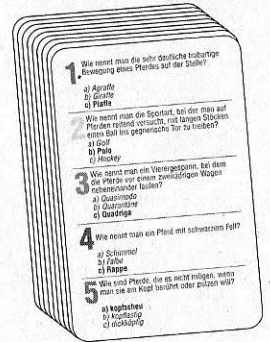 1. Wie nennt man die sehr deutliche trabartige
Bewegung eines Pferdes auf der Stelle?
a) Agraffe
b) Giraffe
c) Piaffe
2 Wie nennt man die Sportart, bei der man auf
Pferden reitend versucht, mit langen Stöcken
einen Ball ins gegnerische Tor zu treiben?
a) Golf
b) Polo
c) Hockey
3 Wie nennt man ein Vierergespann, bei dem
die Pferde vor einem zweirädrigen Wagen
nebeneinander laufen?
a) Quasimodo
b) Quarantäne
c) Quadriga
4 Wie nennt man ein Pferd mit schwarzem Fell?
a) Schimmel
b) Falbe
c) Rappe
5 Wie sind Pferde, die es nicht mögen, wenn
man sie am Kopf berührt oder putzen will?
a) kopfscheu
b) kopflastig
c) dickköpfig